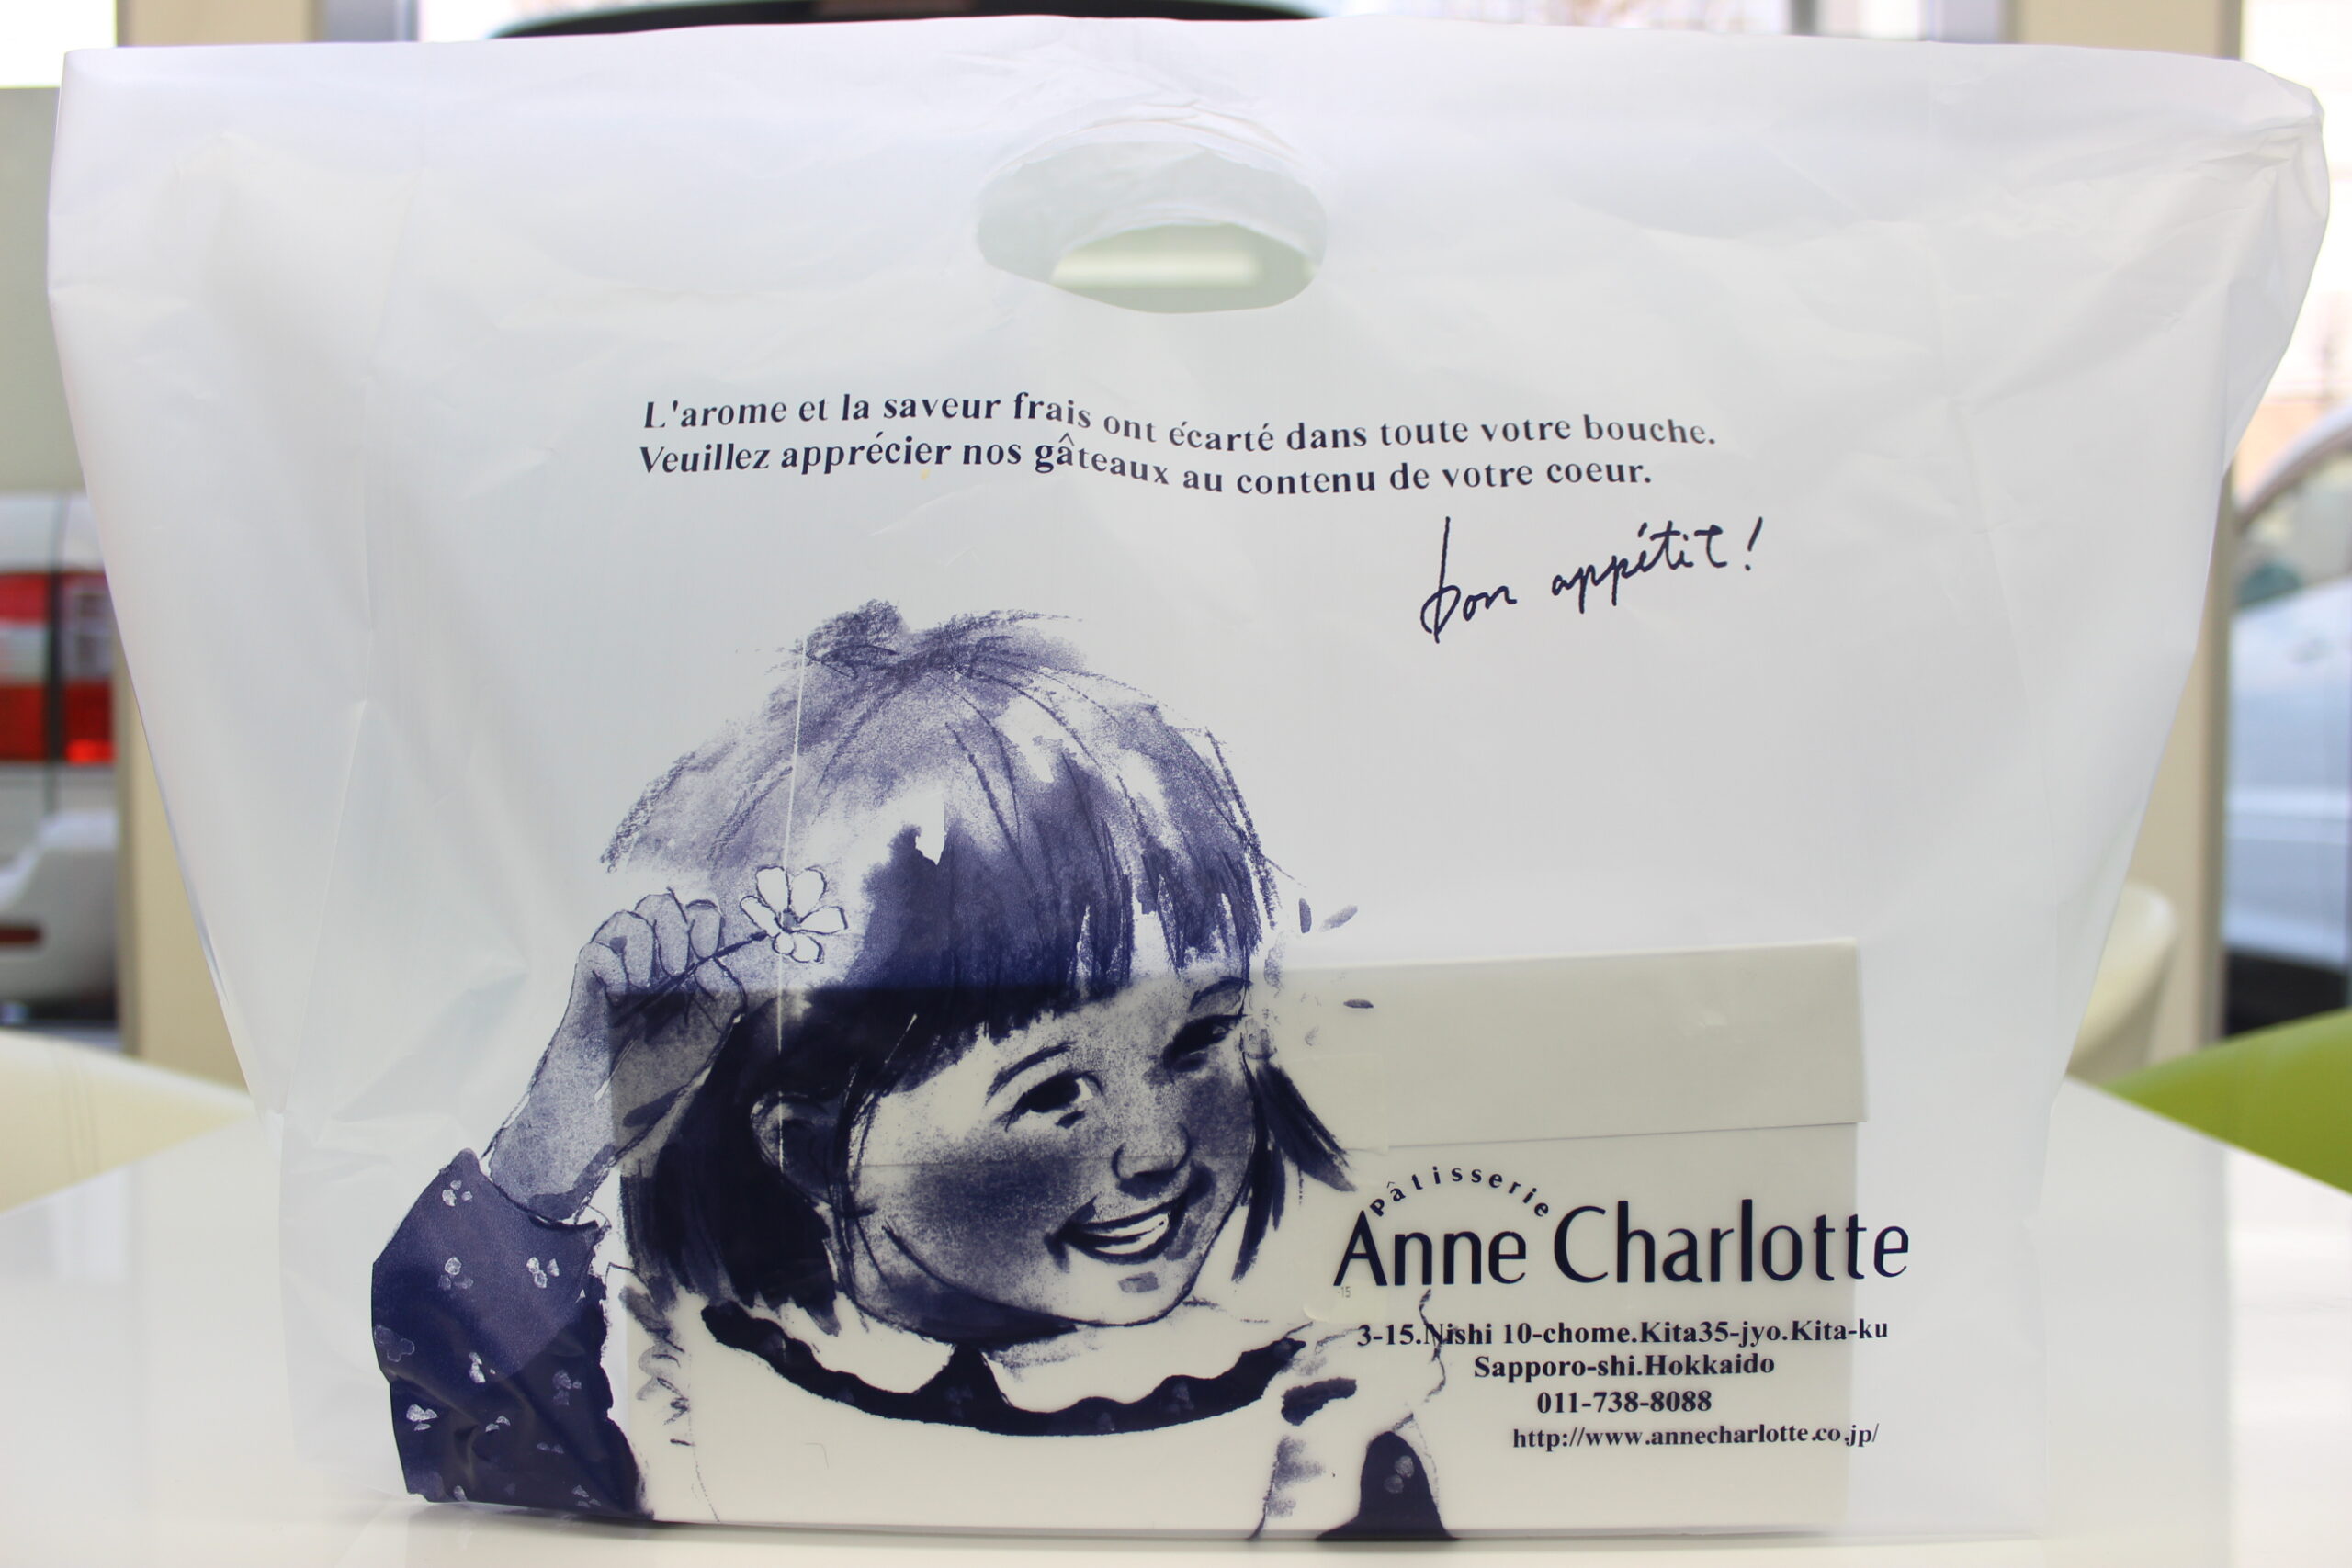 L'arome et la saveur frais ont écarté dans toute votre bouche.
Veuillez apprécier nos gâteaux au contenu de votre coeur.
bon appétit!
Pâtisserie
Anne Charlotte
3-15.Nishi 10-chome.Kita35-jyo.Kita-ku
Sapporo-shi.Hokkaido
011-738-8088
http://www.annecharlotte.co.jp/